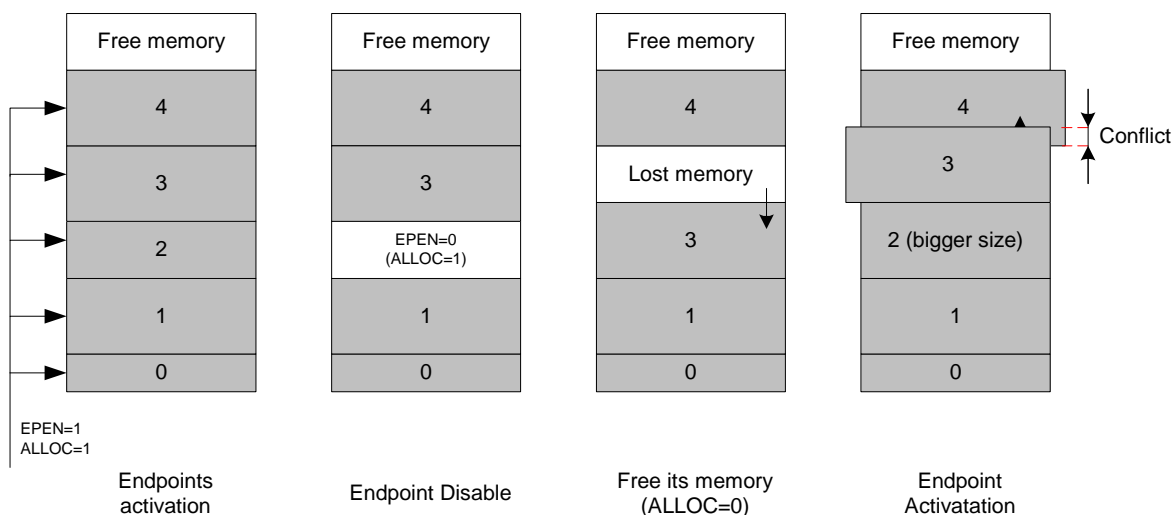 Free memory
4
3
2
1
0
EPEN=1
ALLOC=1
Endpoints
activation
Free memory
4
3
EPEN=0
(ALLOC=1)
1
0
Endpoint Disable
Free memory
4
Lost memory
3
1
0
Free its memory
(ALLOC=0)
Free memory
4
Conflict
3
2 (bigger size)
1
0
Endpoint
Activatation